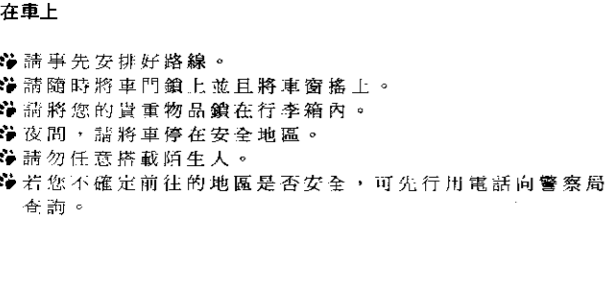 在車上
請事先安排好路線。
請隨時將車門鎖上並且將車窗搖上。
請將您的貴重物品鎖在行李箱內。
夜間，請將車停在安全地區。
請勿任意搭載陌生人。
若您不確定前往的地區是否安全，可先行用電話向警察局
查詢。